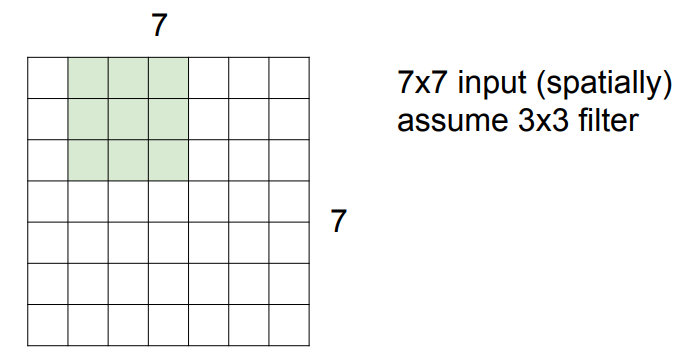 7
7x7 input (spatially)
assume 3x3 filter
7